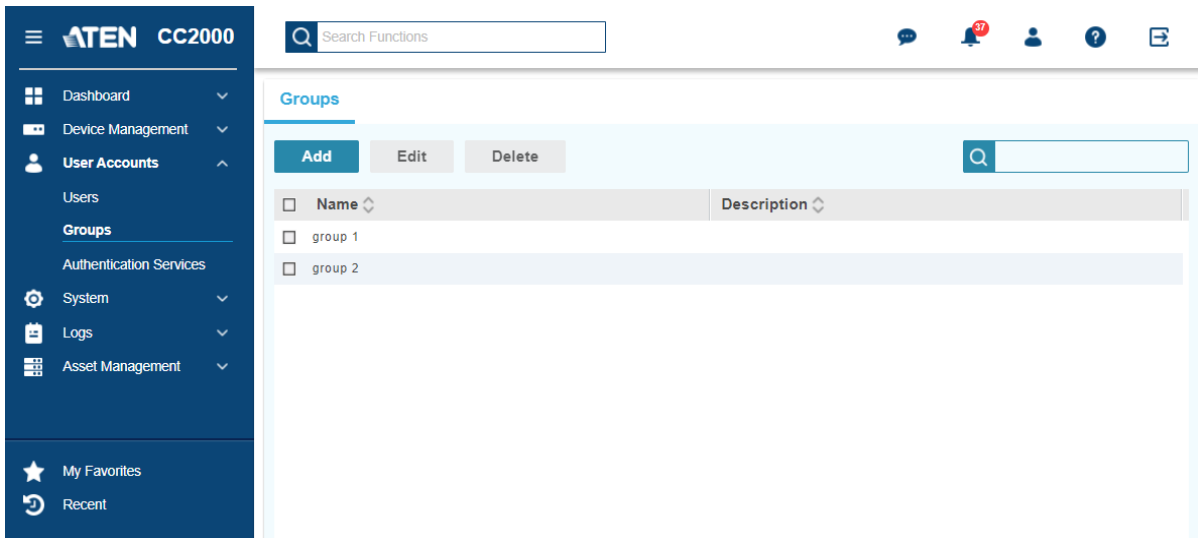 ATEN CC2000
Search Functions
37
?
Dashboard
Device Management
User Accounts
Users
Groups
Authentication Services
System
Logs
Asset Management
My Favorites
Recent
Groups
Add Edit Delete
Name Description
group 1
group 2